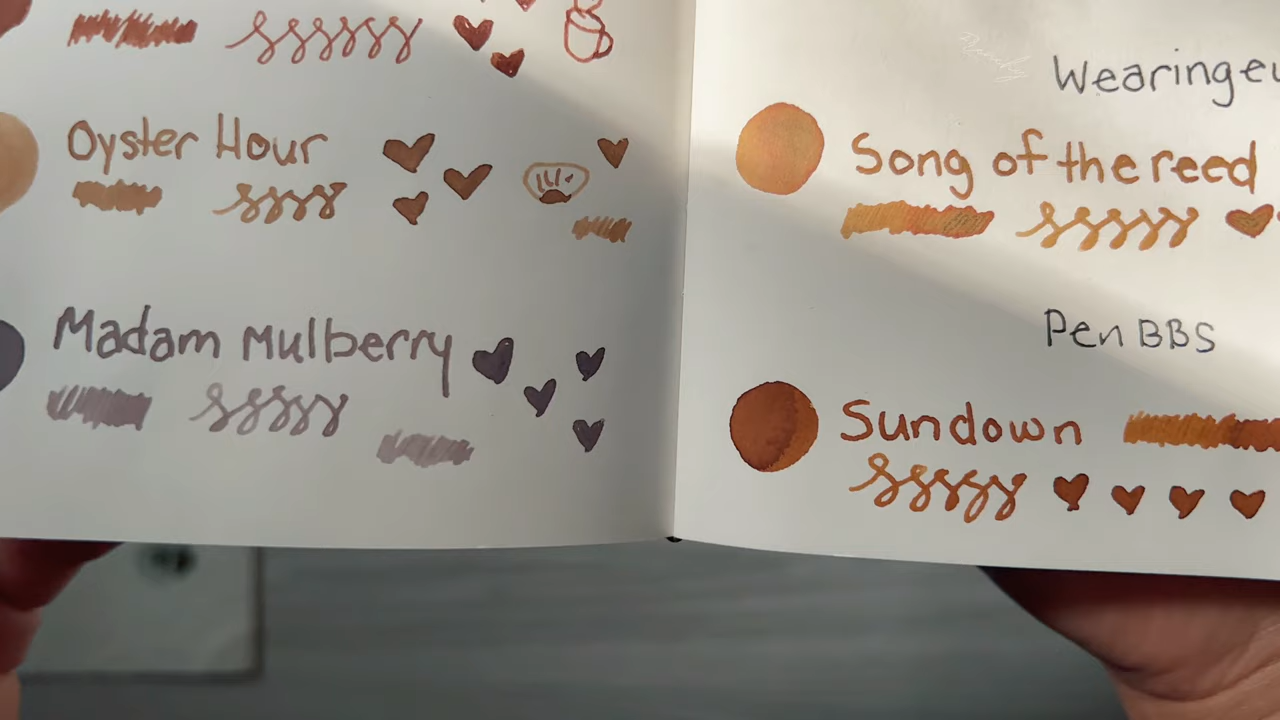 Oyster Hour
Madam Mulberry
Song of the reed
Pen BBS
Sundown